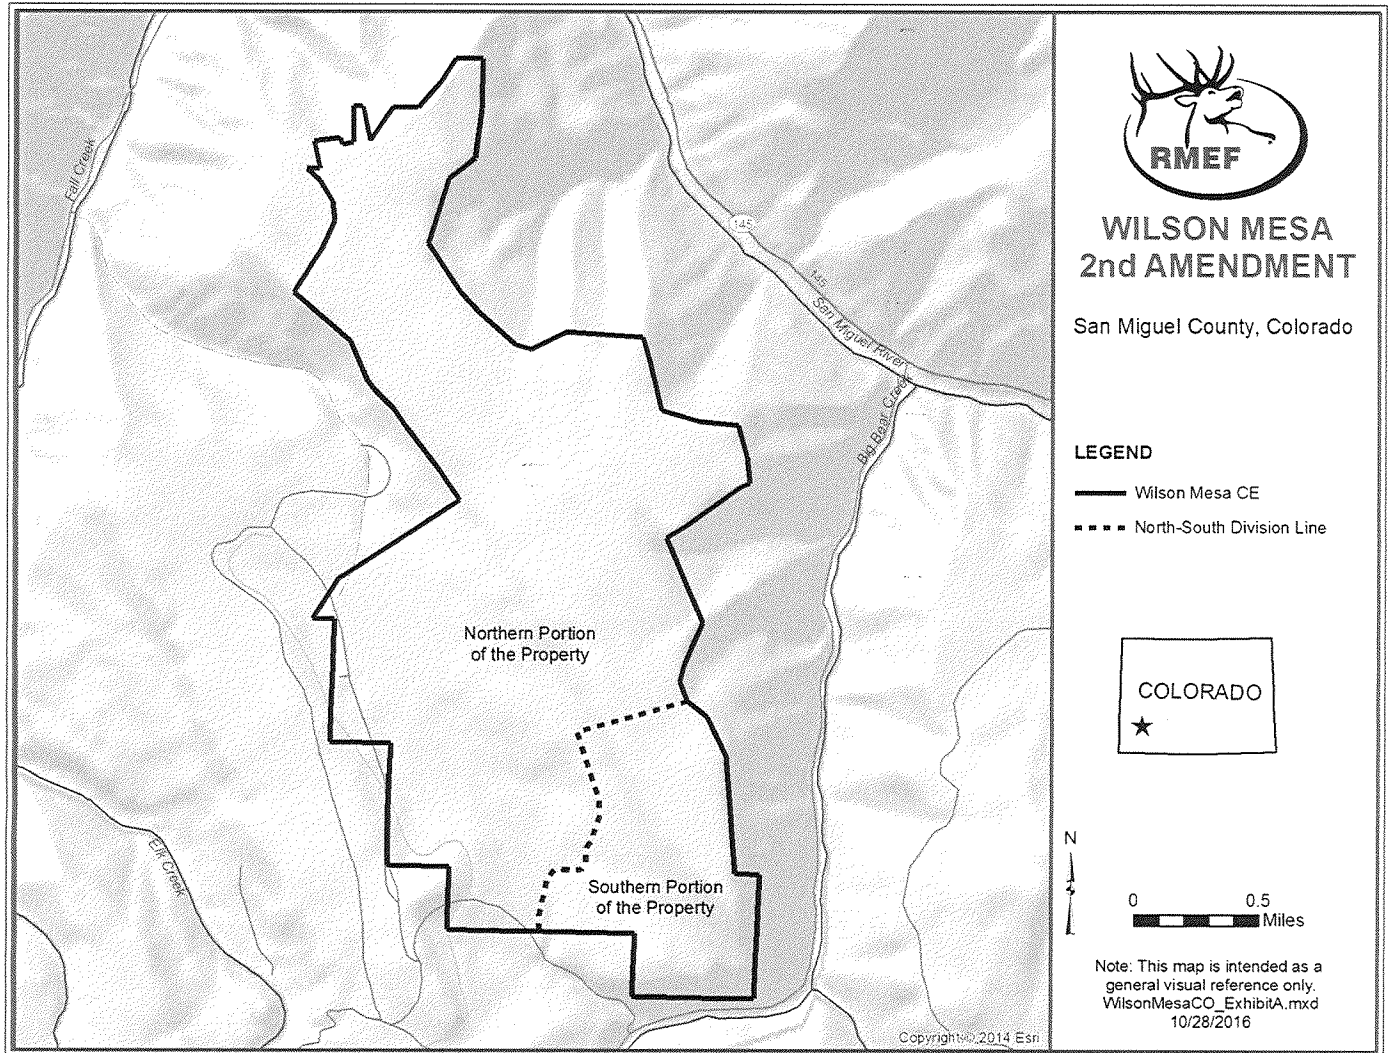 Fall Creek
145
145
San Miguel River
Big Bear Creek
Northern Portion
of the Property
Southern Portion
of the Property
Elk Creek
Copyright:© 2014 Esri
RMEF
WILSON MESA
2nd AMENDMENT
San Miguel County, Colorado
LEGEND
Wilson Mesa CE
North-South Division Line
COLORADO
N
0 0.5
Miles
Note: This map is intended as a
general visual reference only.
WilsonMesaCO_ExhibitA.mxd
10/28/2016